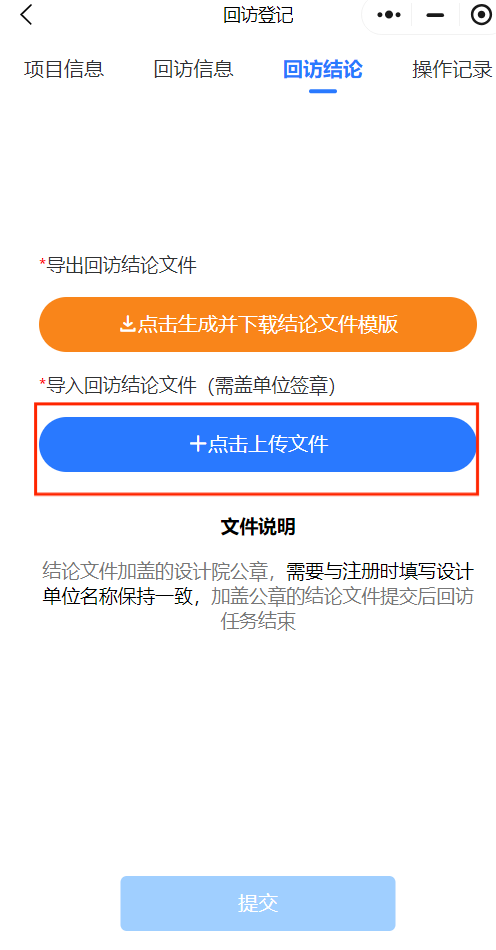 回访登记
项目信息 回访信息 回访结论 操作记录
*导出回访结论文件
点击生成并下载结论文件模版
*导入回访结论文件（需盖单位签章）
+点击上传文件
文件说明
结论文件加盖的设计院公章，需要与注册时填写设计
单位名称保持一致，加盖公章的结论文件提交后回访
任务结束
提交